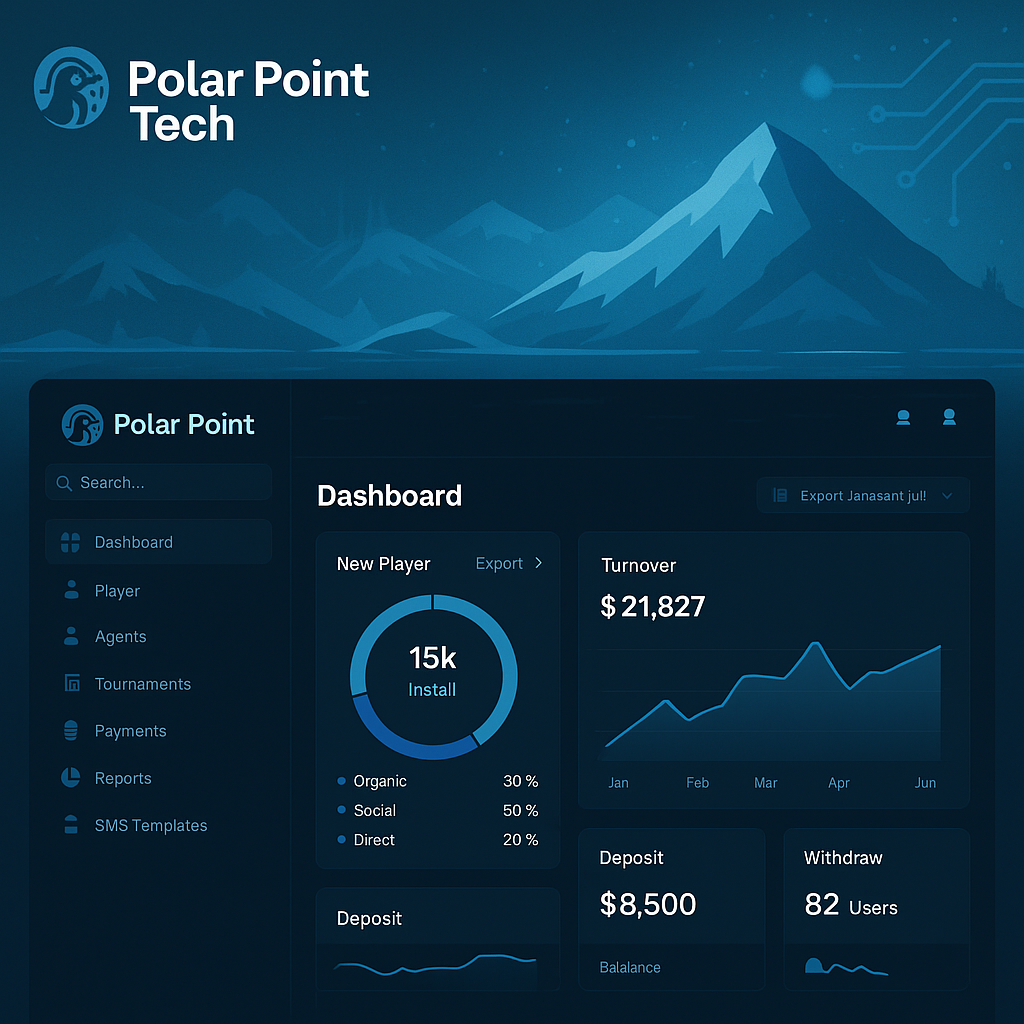 Polar Point
Tech
Polar Point
Search...
Dashboard
Player
Agents
Tournaments
Payments
Reports
SMS Templates
Dashboard
Export Janasant jul!
New Player
Export
15k
Install
Organic 30 %
Social 50 %
Direct 20 %
Turnover
$ 21,827
Jan Feb Mar Apr Jun
Deposit
Deposit
$8,500
Balalance
Withdraw
82 Users